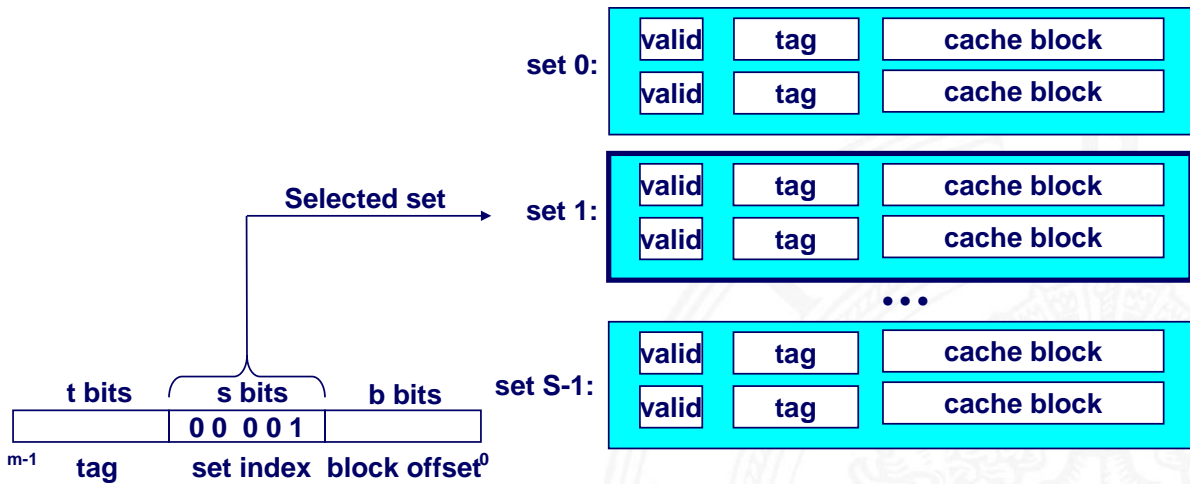 valid tag cache block
set 0:
valid tag cache block
valid tag cache block
Selected set
set 1:
valid tag cache block
•••
valid tag cache block
t bits s bits b bits
set S-1:
valid tag cache block
0 0 0 0 1
m-1 tag set index block offset 0